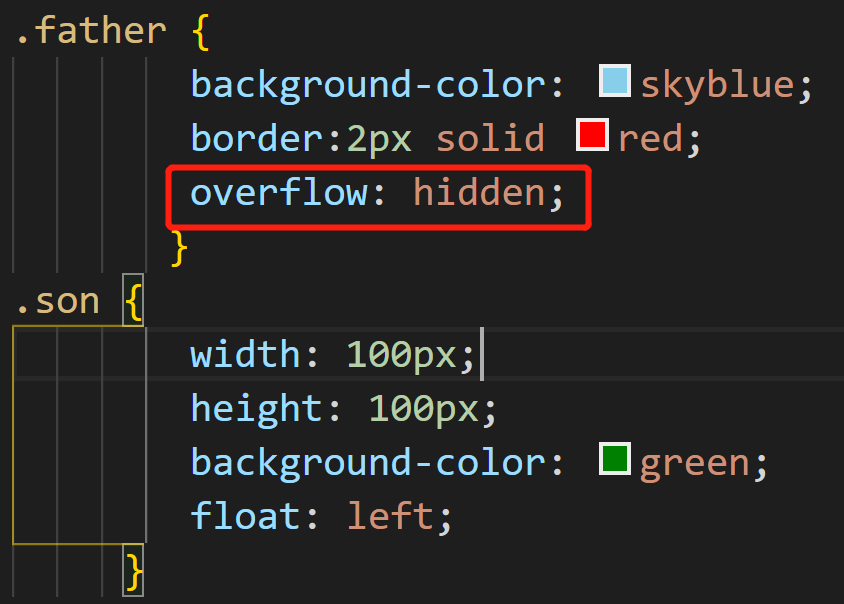 .father {
background-color: skyblue;
border:2px solid red;
overflow: hidden;
}
.son {
width: 100px;
height: 100px;
background-color: green;
float: left;
}